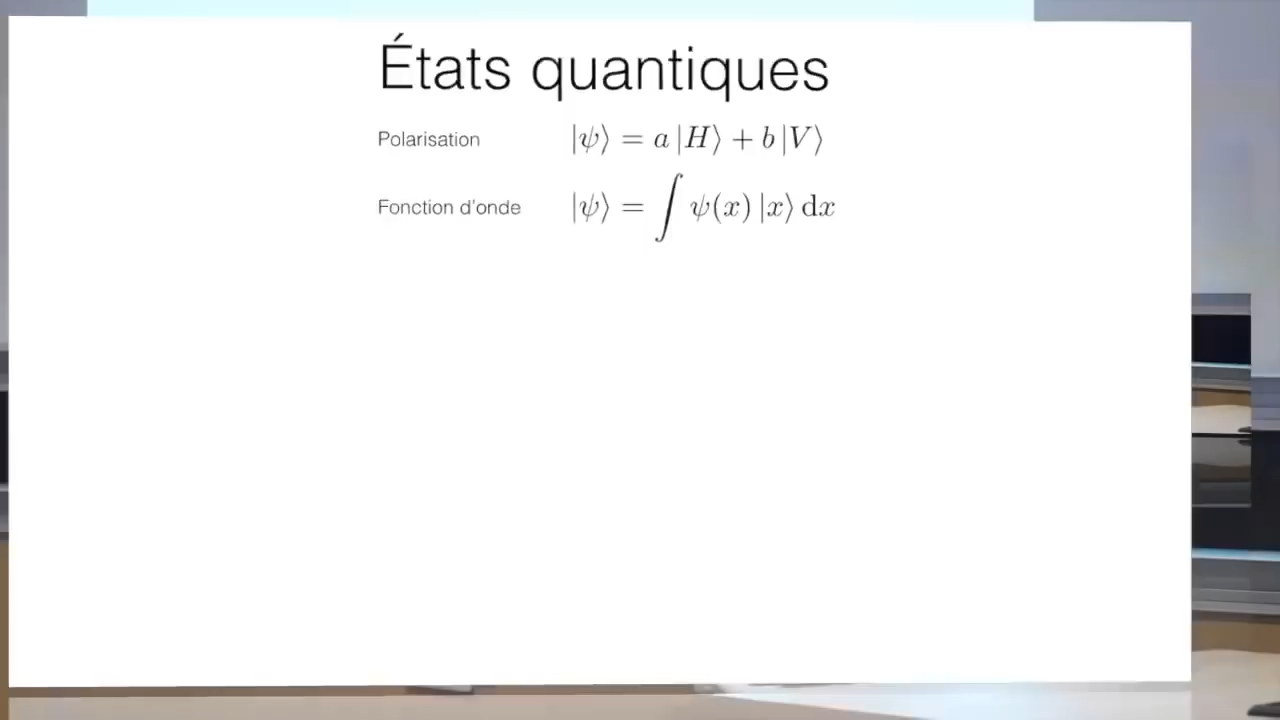 États quantiques
Polarisation |ψ⟩ = a |H⟩ + b |V⟩
Fonction d'onde |ψ⟩ = ∫ ψ(x) |x⟩ dx